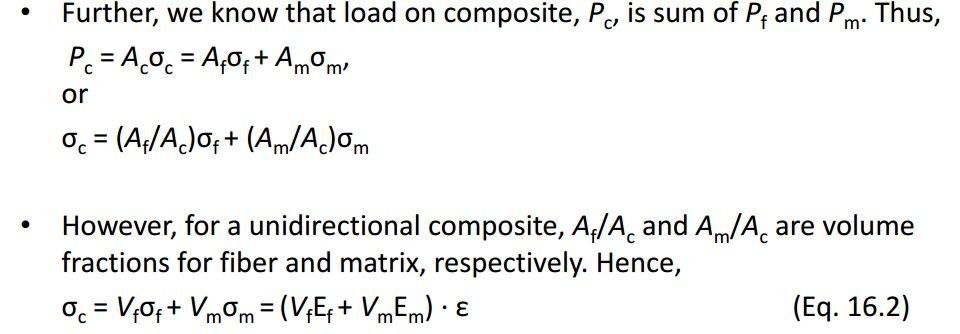 • Further, we know that load on composite, Pc, is sum of Pf and Pm. Thus,
Pc = Acσc = Afσf + Amσm,
or
σc = (Af/Ac)σf + (Am/Ac)σm
• However, for a unidirectional composite, Af/Ac and Am/Ac are volume
fractions for fiber and matrix, respectively. Hence,
σc = Vfσf + Vmσm = (VfEf + VmEm) · ε (Eq. 16.2)